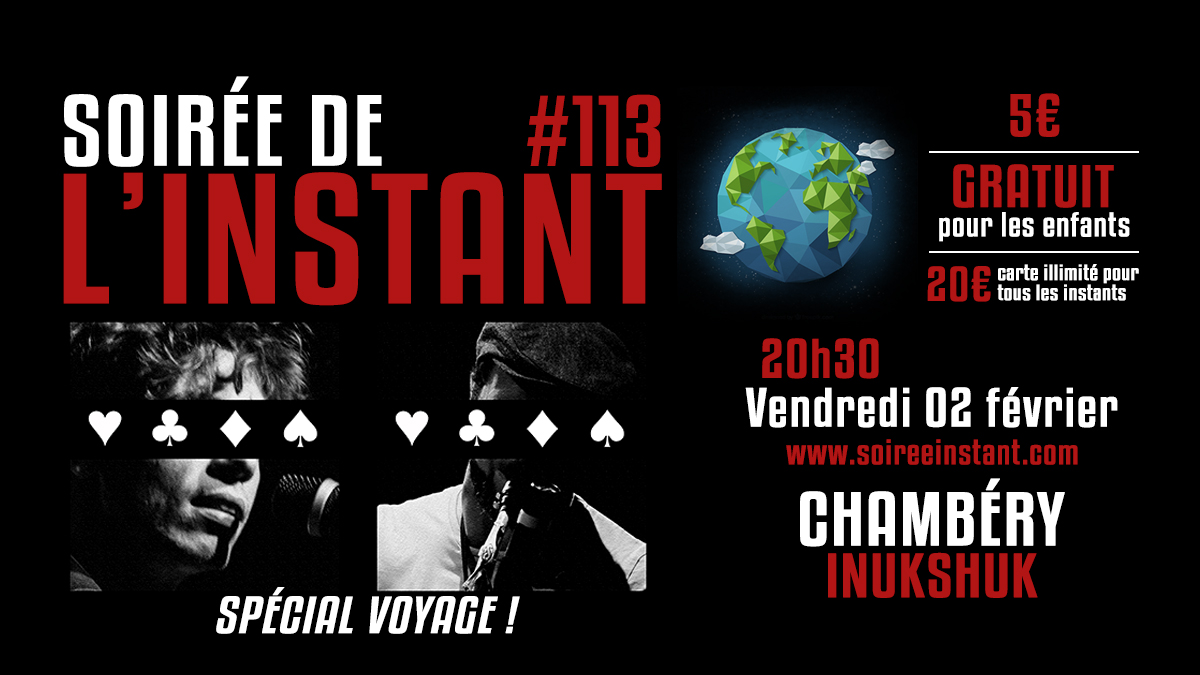 SOIRÉE DE #113
L'INSTANT
SPÉCIAL VOYAGE !
5€
GRATUIT
pour les enfants
20€ carte illimité pour
tous les instants
20h30
Vendredi 02 février
www.soireeinstant.com
CHAMBÉRY
INUKSHUK